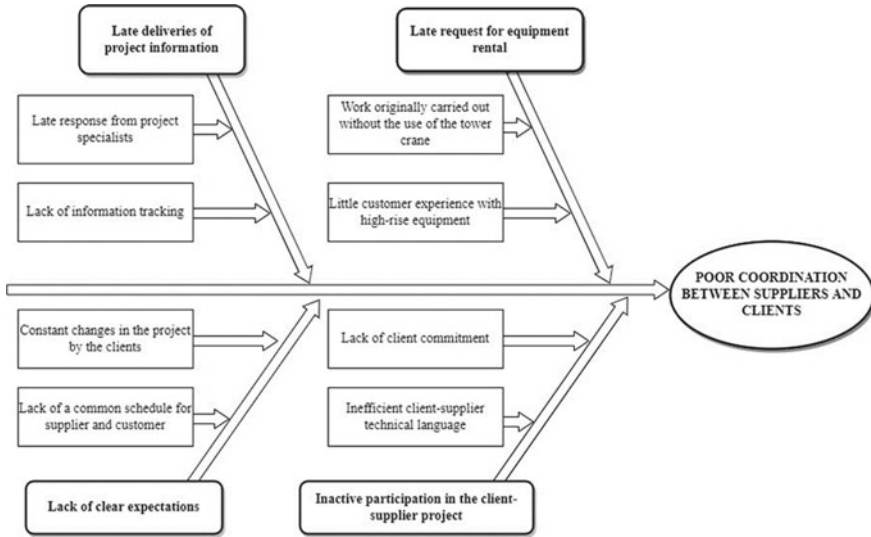 Late deliveries of
project information
Late request for equipment
rental
Late response from project
specialists
Work originally carried out
without the use of the tower
crane
Lack of information tracking
Little customer experience with
high-rise equipment
POOR COORDINATION
BETWEEN SUPPLIERS AND
CLIENTS
Constant changes in the project
by the clients
Lack of client commitment
Lack of a common schedule for
supplier and customer
Inefficient client-supplier
technical language
Lack of clear expectations
Inactive participation in the client-
supplier project